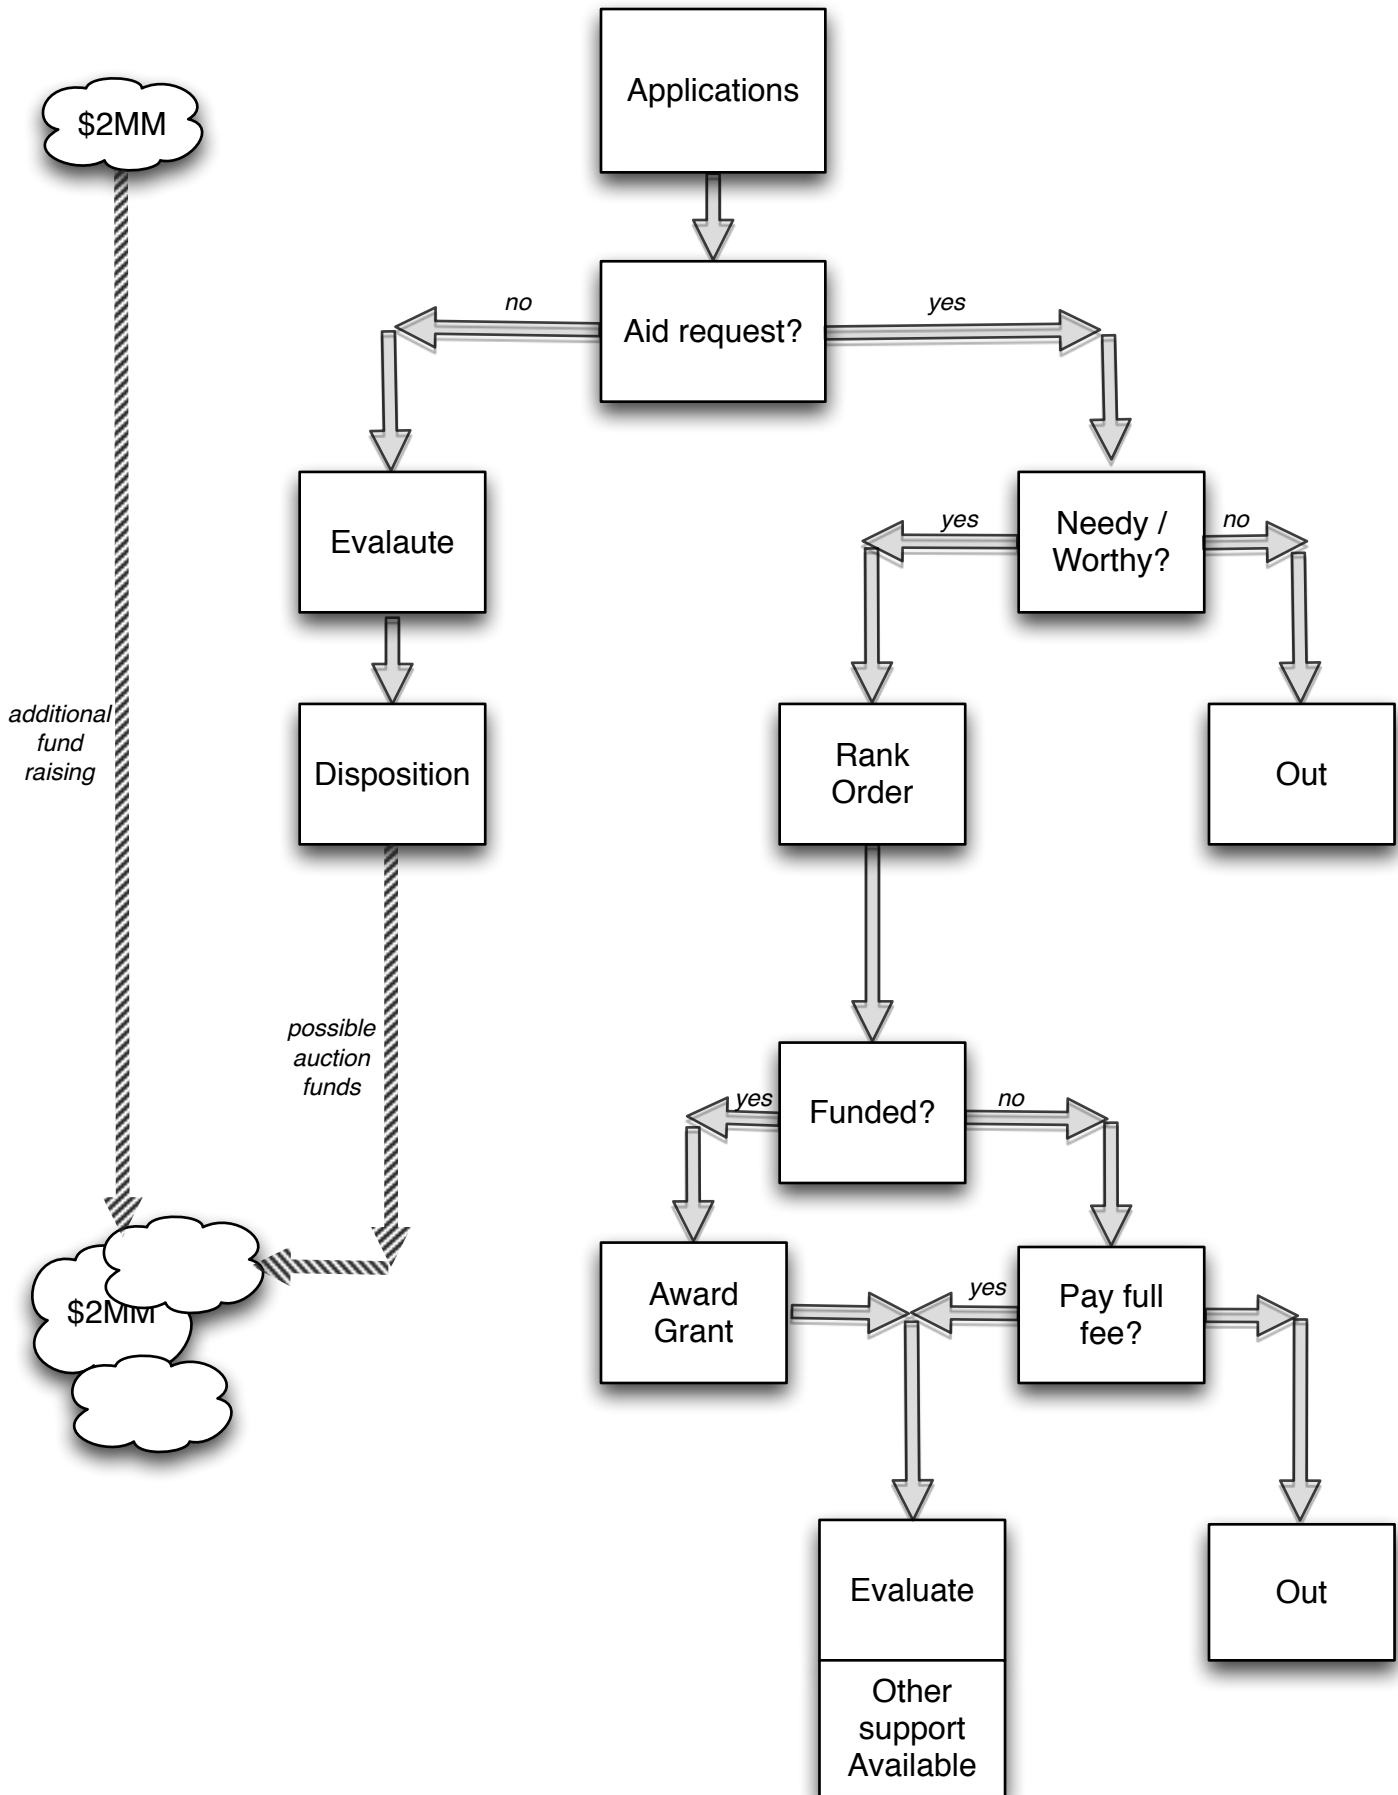 Applications
$2MM
no
yes
Aid request?
Evalaute
yes
Needy /
Worthy?
no
additional
fund
raising
Disposition
Rank
Order
Out
possible
auction
funds
yes
Funded?
no
$2MM
Award
Grant
yes
Pay full
fee?
Evaluate
Out
Other
support
Available